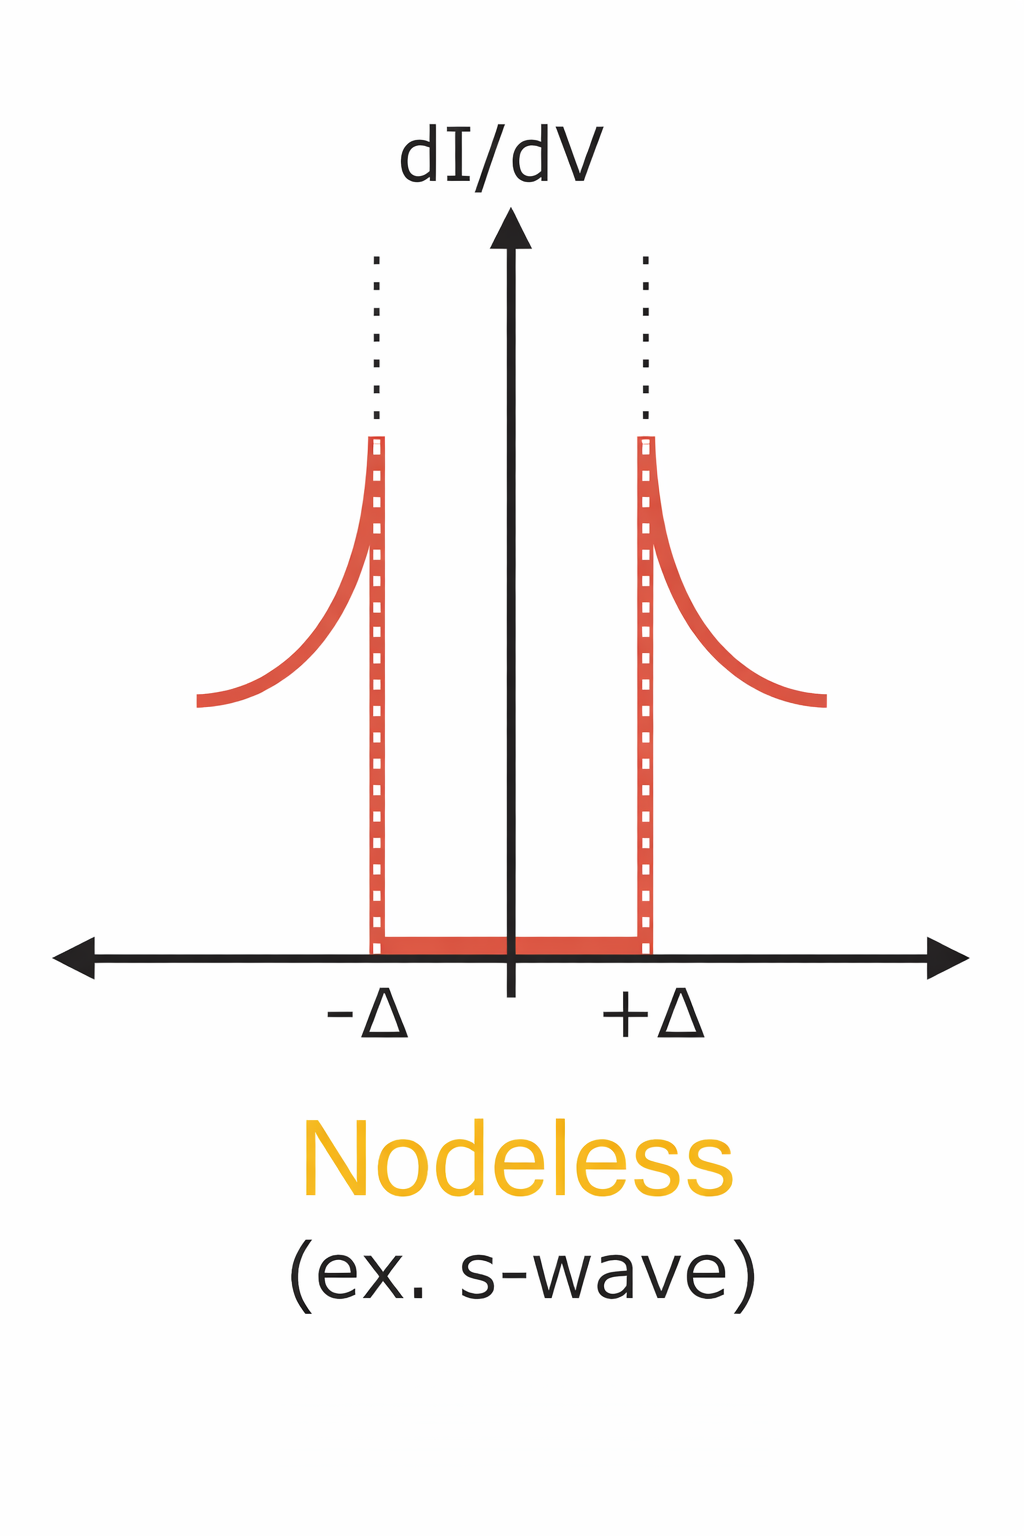 dI/dV
-Δ +Δ
Nodeless
(ex. s-wave)